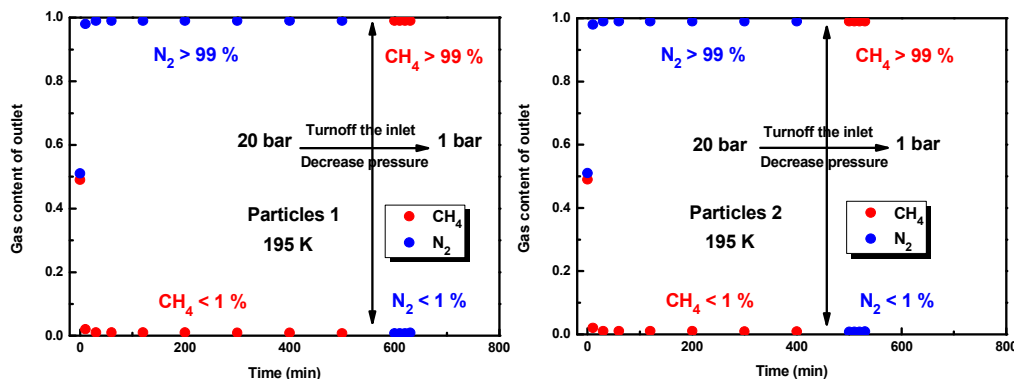 1.0
0.8
0.6
0.4
0.2
0.0
Gas content of outlet
N2 > 99 %
CH4 > 99 %
20 bar
Turnoff the inlet
Decrease pressure
1 bar
Particles 1
195 K
CH4
N2
CH4 < 1 %
N2 < 1 %
0 200 400 600 800
Time (min)
1.0
0.8
0.6
0.4
0.2
0.0
Gas content of outlet
N2 > 99 %
CH4 > 99 %
20 bar
Turnoff the inlet
Decrease pressure
1 bar
Particles 2
195 K
CH4
N2
CH4 < 1 %
N2 < 1 %
0 200 400 600 800
Time (min)